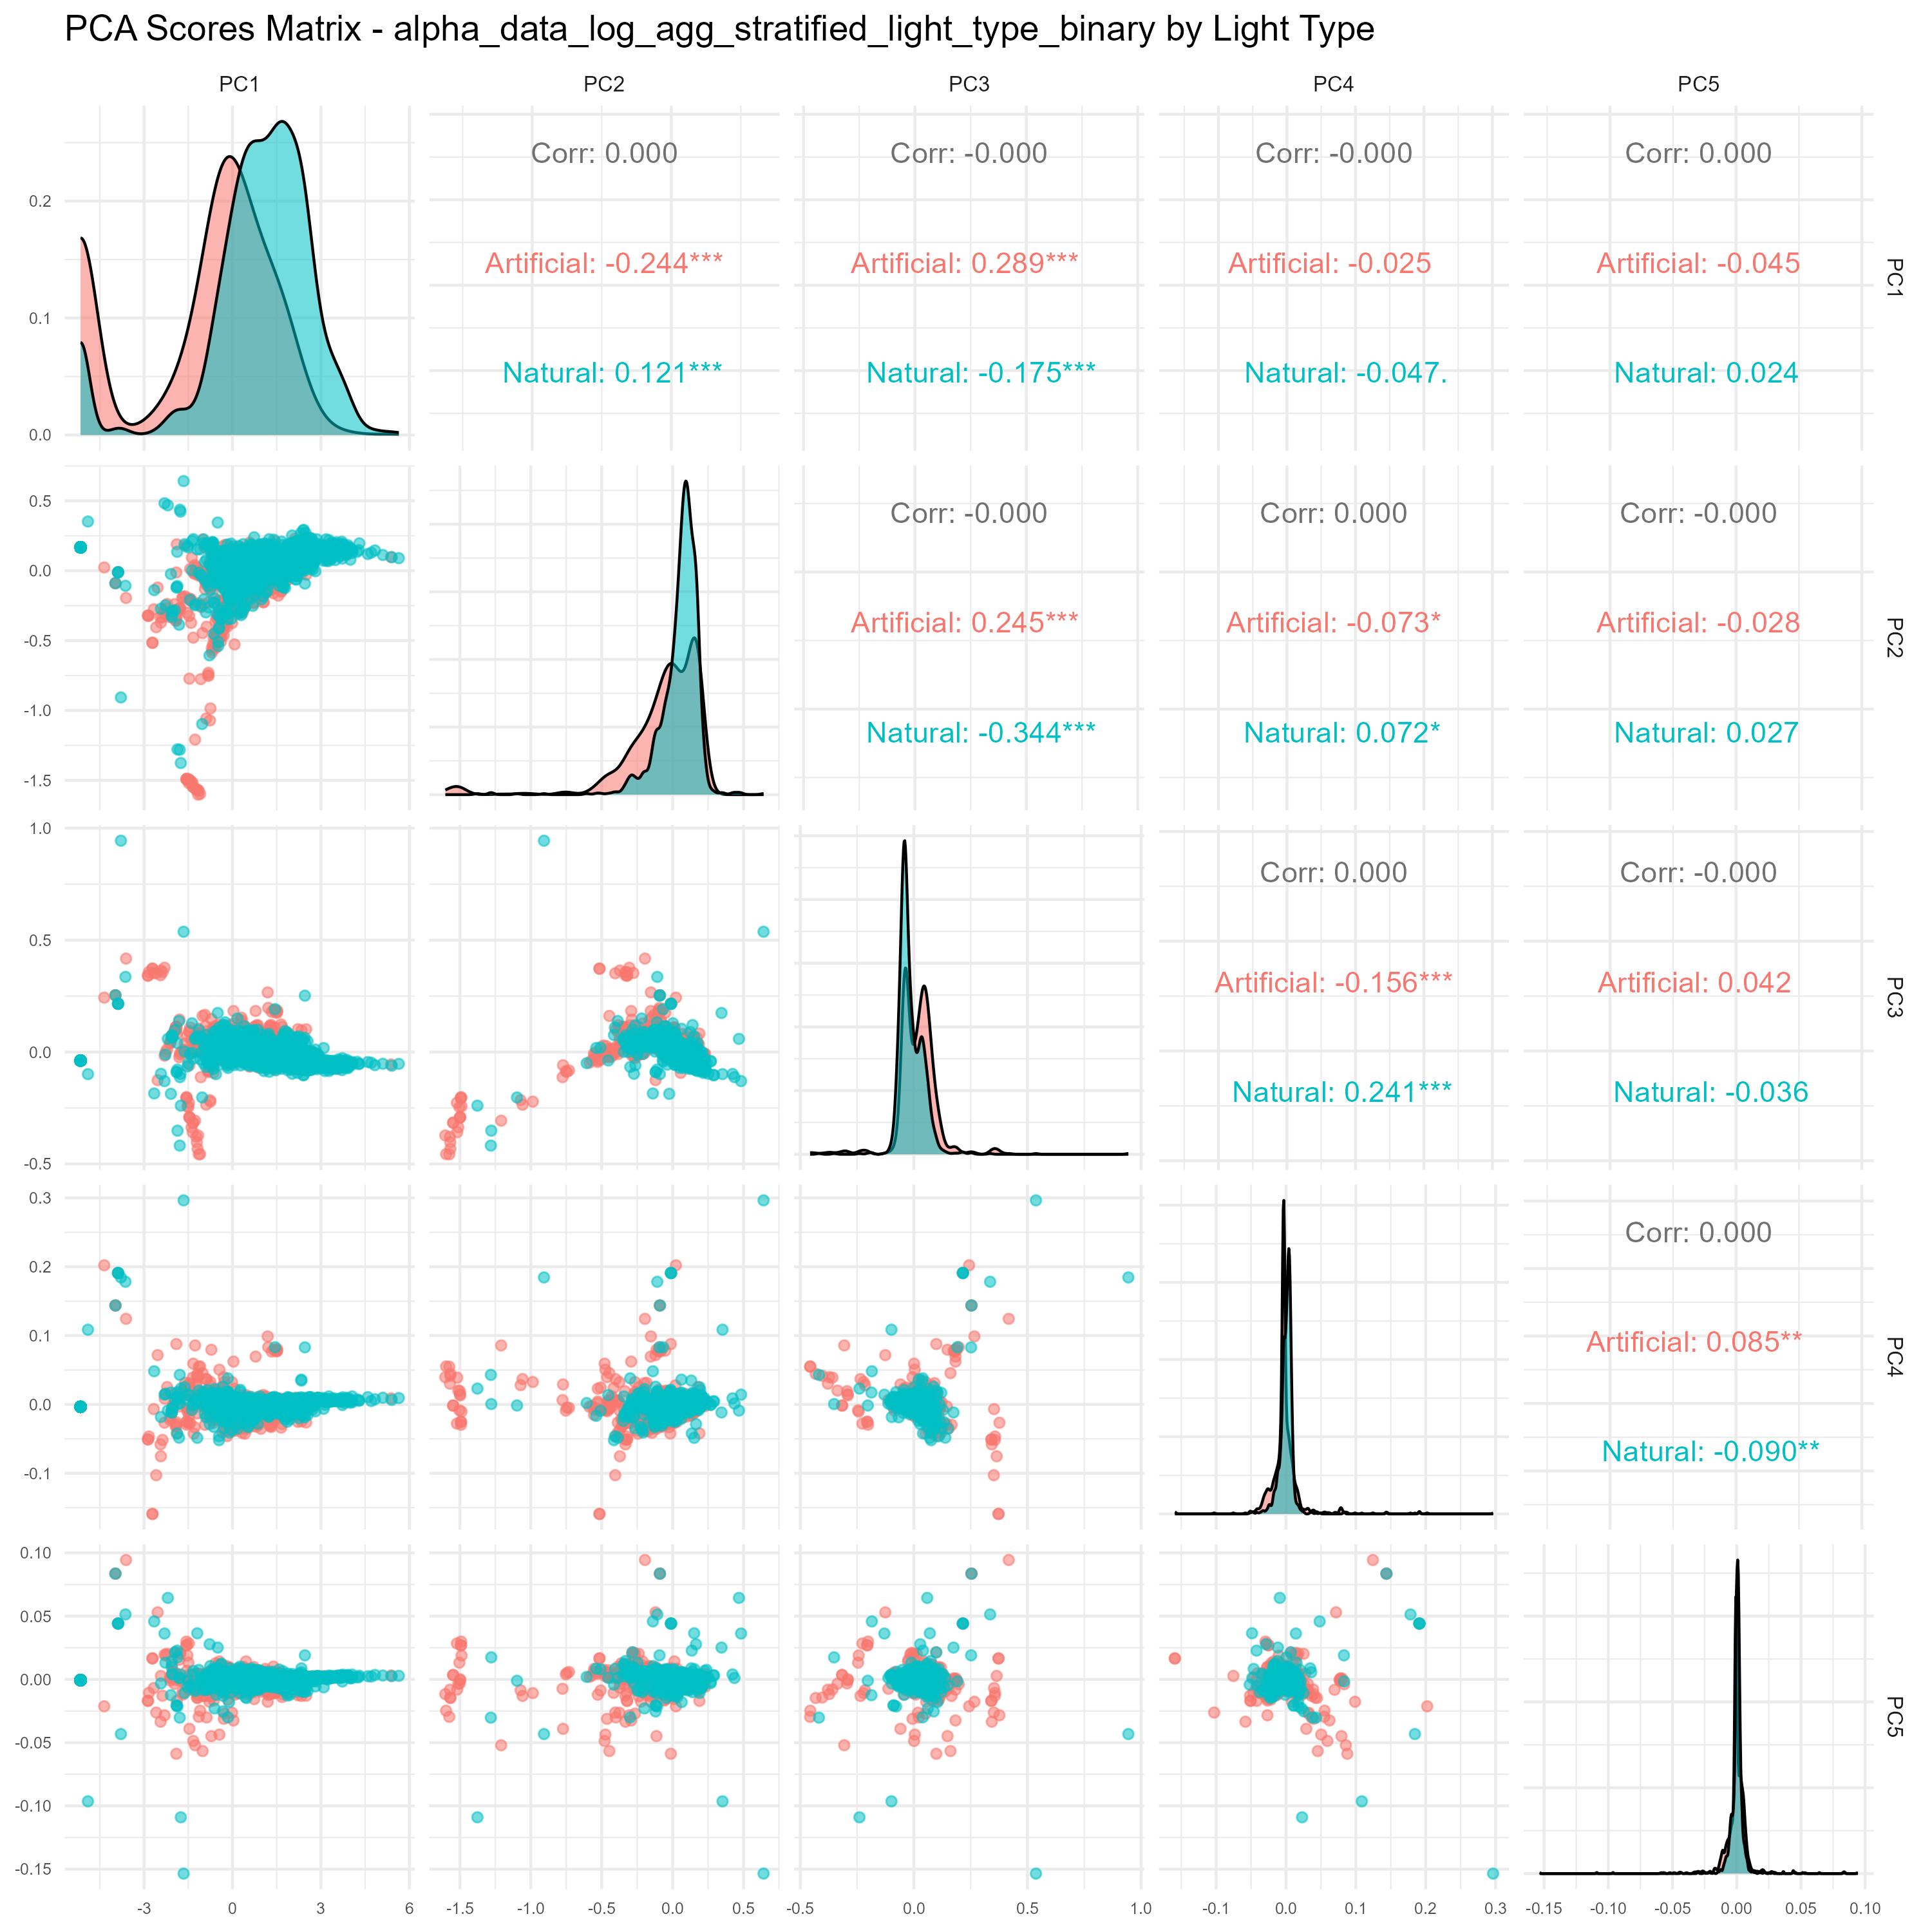 PCA Scores Matrix - alpha_data_log_agg_stratified_light_type_binary by Light Type
PC1 PC2 PC3 PC4 PC5
Corr: 0.000 Corr: -0.000 Corr: -0.000 Corr: 0.000
Artificial: -0.244*** Artificial: 0.289*** Artificial: -0.025 Artificial: -0.045
Natural: 0.121*** Natural: -0.175*** Natural: -0.047. Natural: 0.024
0.2
0.1
0.0
PC1
Corr: -0.000 Corr: 0.000 Corr: -0.000
Artificial: 0.245*** Artificial: -0.073* Artificial: -0.028
Natural: -0.344*** Natural: 0.072* Natural: 0.027
0.5
0.0
-0.5
-1.0
-1.5
PC2
Corr: 0.000 Corr: -0.000
Artificial: -0.156*** Artificial: 0.042
Natural: 0.241*** Natural: -0.036
1.0
0.5
0.0
-0.5
PC3
Corr: 0.000
Artificial: 0.085**
Natural: -0.090**
0.3
0.2
0.1
0.0
-0.1
PC4
0.10
0.05
0.00
-0.05
-0.10
-0.15
PC5
-3 0 3 6 -1.5 -1.0 -0.5 0.0 0.5 -0.5 0.0 0.5 1.0 -0.1 0.0 0.1 0.2 0.3 -0.15 -0.10 -0.05 0.00 0.05 0.10